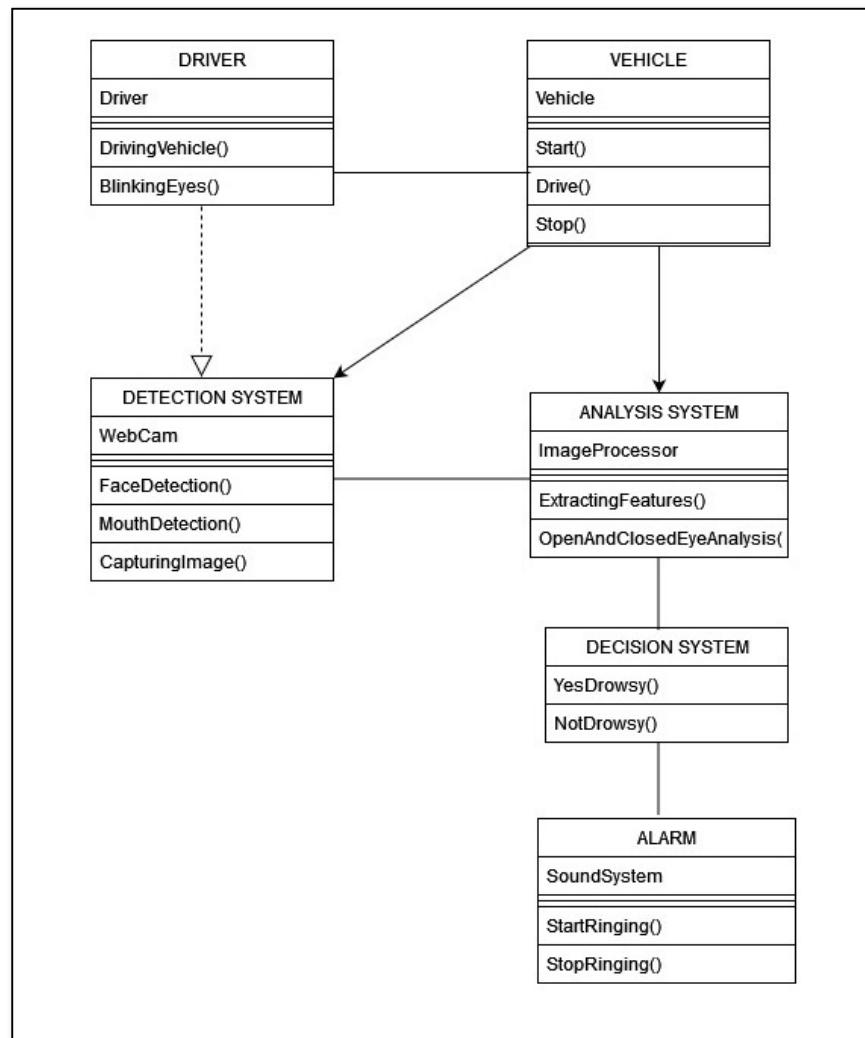 DRIVER
Driver
DrivingVehicle()
BlinkingEyes()
VEHICLE
Vehicle
Start()
Drive()
Stop()
DETECTION SYSTEM
WebCam
FaceDetection()
MouthDetection()
CapturingImage()
ANALYSIS SYSTEM
ImageProcessor
ExtractingFeatures()
OpenAndClosedEyeAnalysis(
DECISION SYSTEM
YesDrowsy()
NotDrowsy()
ALARM
SoundSystem
StartRinging()
StopRinging()